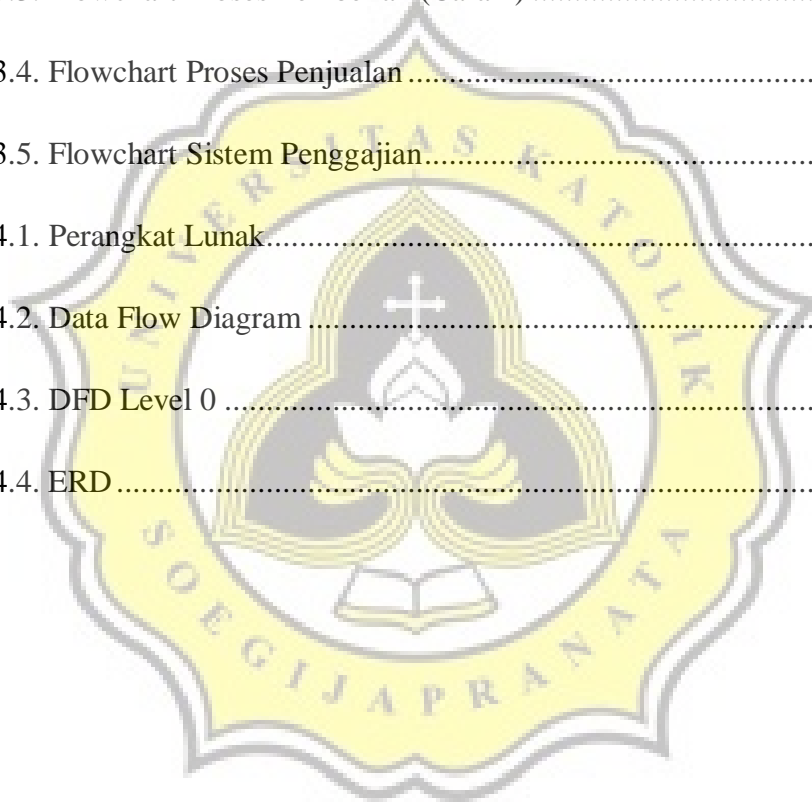 3.4. Flowchart Proses Penjualan ..........................................................
3.5. Flowchart Sistem Penggajian..........................................................
4.1. Perangkat Lunak..........................................................
4.2. Data Flow Diagram ..........................................................
4.3. DFD Level 0 ..........................................................
4.4. ERD ..........................................................
UNIVERSITAS KATOLIK
SOEGIJAPRANATA